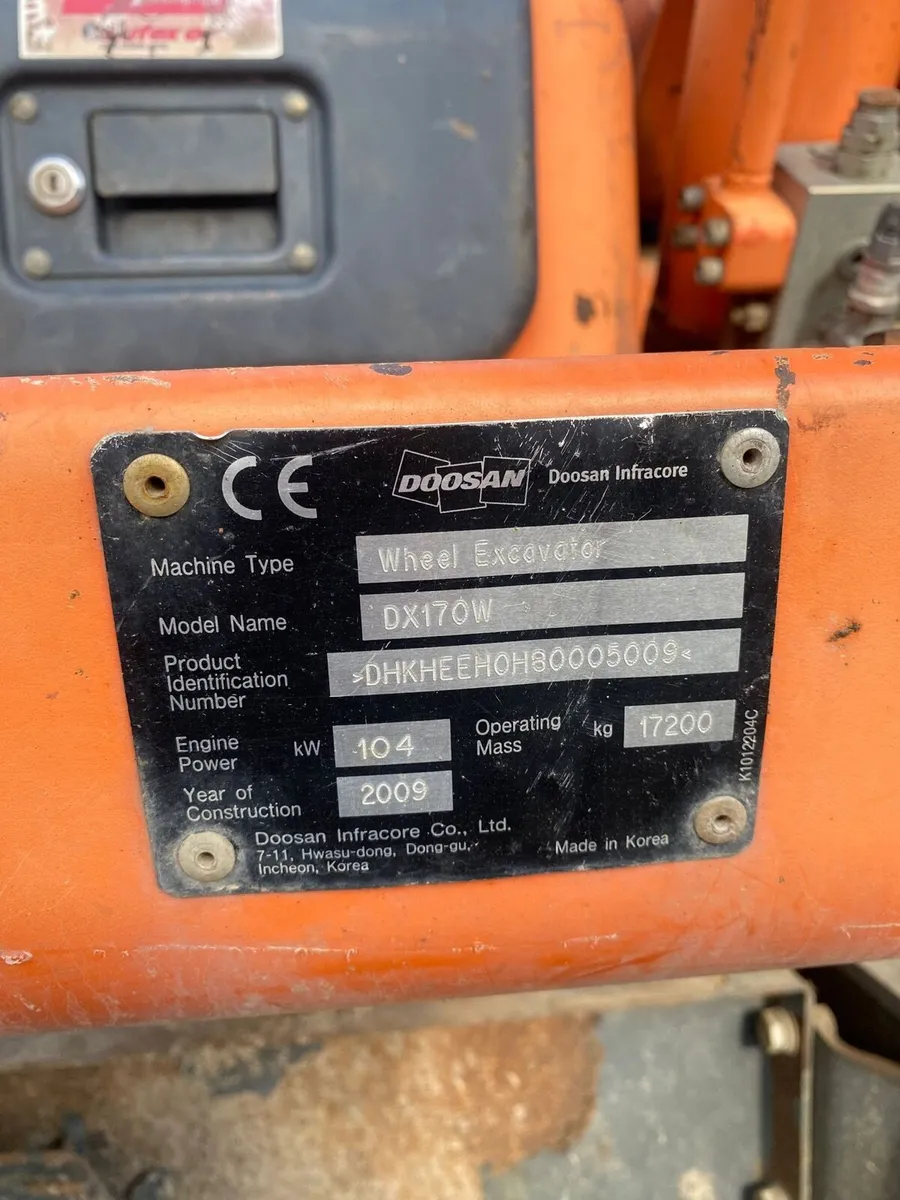 CE DOOSAN Doosan Infracore
Machine Type Wheel Excavator
Model Name DX170W
Product
Identification
Number
>DHKHEEH0H80005009<
Engine
Power
kW 104
Operating
Mass
kg 17200
Year of
Construction
2009
K1012204C
Doosan Infracore Co., Ltd.
7-11, Hwasu-dong, Dong-gu,
Incheon, Korea
Made in Korea